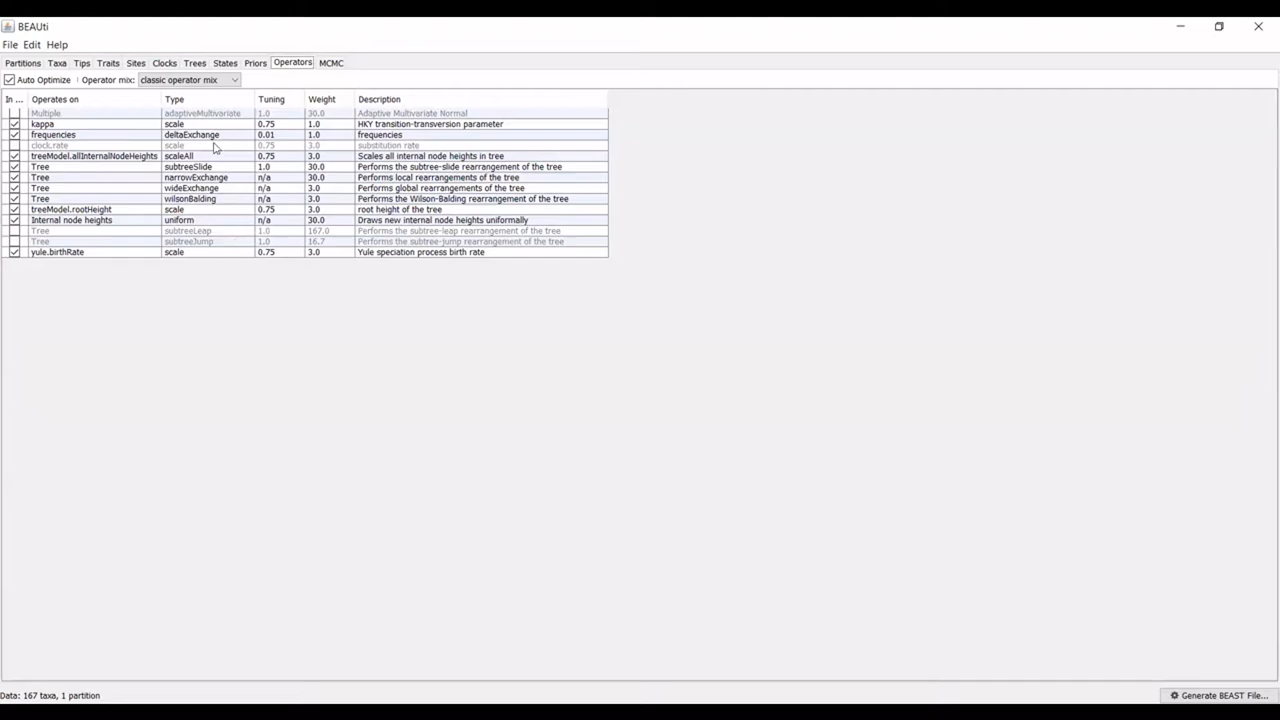 BEAUti
File Edit Help
Partitions Taxa Tips Traits Sites Clocks Trees States Priors Operators MCMC
Auto Optimize Operator mix: classic operator mix
In ... Operates on Type Tuning Weight Description
Multiple adaptiveMultivariate 1.0 30.0 Adaptive Multivariate Normal
kappa scale 0.75 1.0 HKY transition-transversion parameter
frequencies deltaExchange 0.01 1.0 frequencies
clock.rate scale 0.75 3.0 substitution rate
treeModel.allInternalNodeHeights scaleAll 0.75 3.0 Scales all internal node heights in tree
Tree subtreeSlide 1.0 30.0 Performs the subtree-slide rearrangement of the tree
Tree narrowExchange n/a 30.0 Performs local rearrangements of the tree
Tree wideExchange n/a 3.0 Performs global rearrangements of the tree
Tree wilsonBalding n/a 3.0 Performs the Wilson-Balding rearrangement of the tree
treeModel.rootHeight scale 0.75 3.0 root height of the tree
Internal node heights uniform n/a 30.0 Draws new internal node heights uniformally
Tree subtreeLeap 1.0 167.0 Performs the subtree-leap rearrangement of the tree
Tree subtreeJump 1.0 16.7 Performs the subtree-jump rearrangement of the tree
yule.birthRate scale 0.75 3.0 Yule speciation process birth rate
Data: 167 taxa, 1 partition
Generate BEAST File...